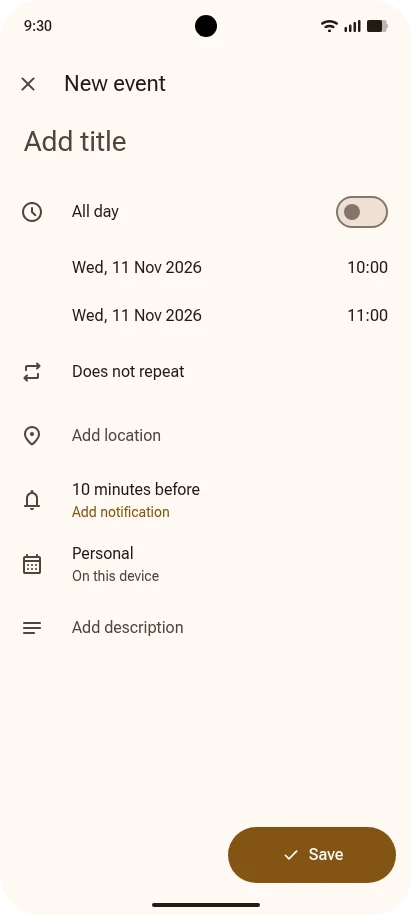 9:30
New event
Add title
All day
Wed, 11 Nov 2026 10:00
Wed, 11 Nov 2026 11:00
Does not repeat
Add location
10 minutes before
Add notification
Personal
On this device
Add description
Save